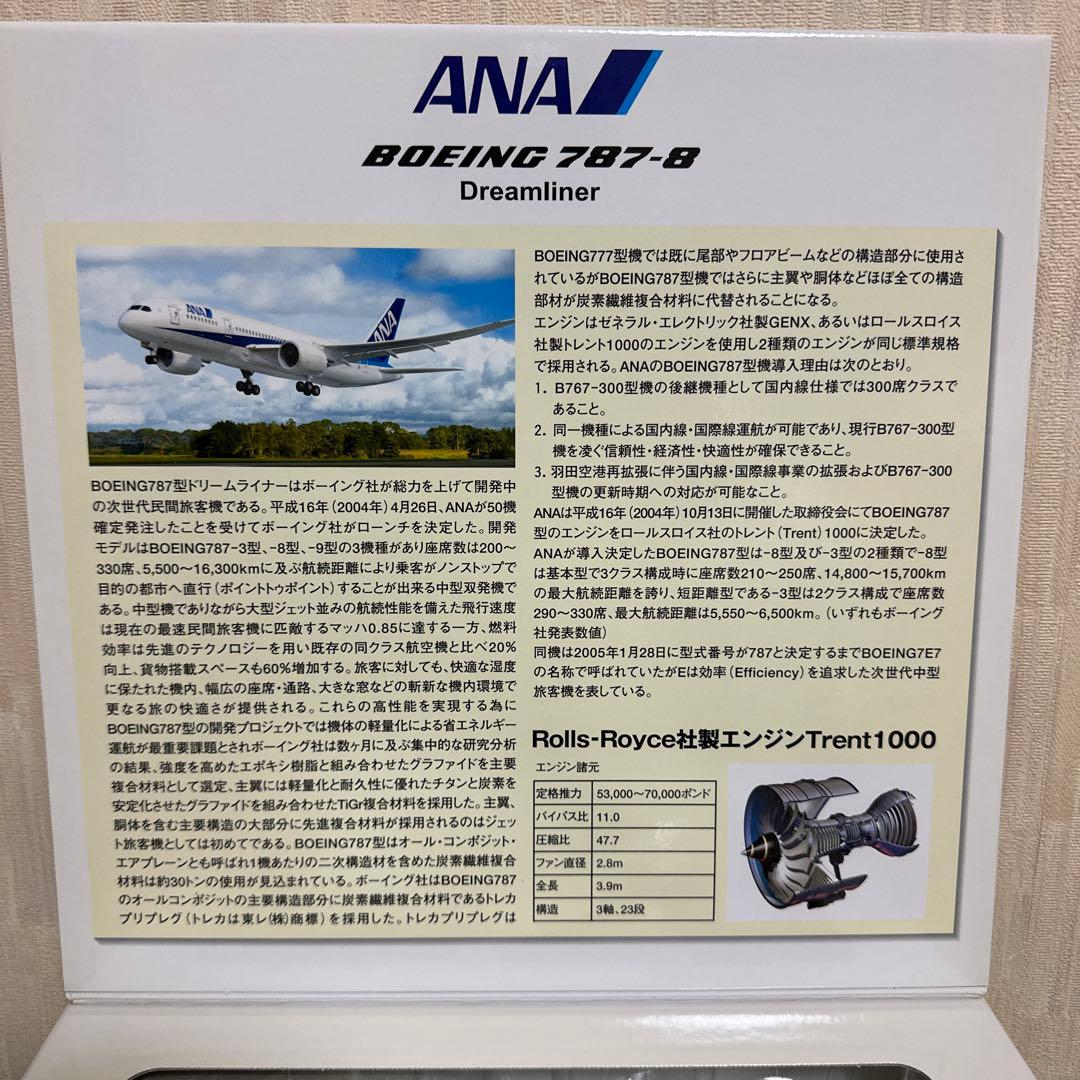 ANA
BOEING 787-8
Dreamliner
ANA
ANA
BOEING787型ドリームライナーはボーイング社が総力を上げて開発中
の次世代民間旅客機である。平成16年(2004年)4月26日、ANAが50機
確定発注したことを受けてボーイング社がローンチを決定した。開発
モデルはBOEING787-3型、-8型、-9型の3機種があり座席数は200〜
330席、5,500〜16,300kmに及ぶ航続距離により乗客がノンストップで
目的の都市へ直行(ポイントゥポイント)することが出来る中型双発機で
ある。中型機でありながら大型ジェット並みの航続性能を備えた飛行速度
は現在の最速民間旅客機に匹敵するマッハ0.85に達する一方、燃料
効率は先進のテクノロジーを用い既存の同クラス航空機と比べ20%
向上、貨物搭載スペースも60%増加する。旅客に対しても、快適な湿度
に保たれた機内、幅広の座席・通路、大きな窓などの斬新な機内環境で
更なる旅の快適さが提供される。これらの高性能を実現する為に
BOEING787型の開発プロジェクトでは機体の軽量化による省エネルギー
運航が最重要課題とされボーイング社は数ヶ月に及ぶ集中的な研究分析
の結果、強度を高めたエポキシ樹脂と組み合わせたグラファイドを主要
複合材料として選定、主翼には軽量化と耐久性に優れたチタンと炭素を
安定化させたグラファイドを組み合わせたTiGr複合材料を採用した。主翼、
胴体を含む主要構造の大部分に先進複合材料が採用されるのはジェッ
ト旅客機としては初めてである。BOEING787型はオール・コンポジット・
エアプレーンとも呼ばれ1機あたりの二次構造材を含めた炭素繊維複合
材料は約30トンの使用が見込まれている。ボーイング社はBOEING787
のオールコンポジットの主要構造部分に炭素繊維複合材料であるトレカ
プリプレグ(トレカは東レ(株)商標)を採用した。トレカプリプレグは
BOEING777型機では既に尾部やフロアビームなどの構造部分に使用さ
れているがBOEING787型機ではさらに主翼や胴体などほぼ全ての構造
部材が炭素繊維複合材料に代替されることになる。
エンジンはゼネラル・エレクトリック社製GENX、あるいはロールスロイス
社製トレント1000のエンジンを使用し2種類のエンジンが同じ標準規格
で採用される。ANAのBOEING787型機導入理由は次のとおり。
1. B767-300型機の後継機種として国内線仕様では300席クラスで
あること。
2. 同一機種による国内線・国際線運航が可能であり、現行B767-300型
機を凌ぐ信頼性・経済性・快適性が確保できること。
3. 羽田空港再拡張に伴う国内線・国際線事業の拡張およびB767-300
型機の更新時期への対応が可能なこと。
ANAは平成16年(2004年)10月13日に開催した取締役会にてBOEING787
型のエンジンをロールスロイス社のトレント(Trent)1000に決定した。
ANAが導入決定したBOEING787型は-8型及び-3型の2種類で-8型
は基本型で3クラス構成時に座席数210〜250席、14,800〜15,700km
の最大航続距離を誇り、短距離型である-3型は2クラス構成で座席数
290〜330席、最大航続距離は5,550〜6,500km。(いずれもボーイング
社発表数値)
同機は2005年1月28日に型式番号が787と決定するまでBOEING7E7
の名称で呼ばれていたがEは効率(Efficiency)を追求した次世代中型
旅客機を表している。
Rolls-Royce社製エンジンTrent1000
エンジン諸元
定格推力 53,000〜70,000ポンド
バイパス比 11.0
圧縮比 47.7
ファン直径 2.8m
全長 3.9m
構造 3軸、23段